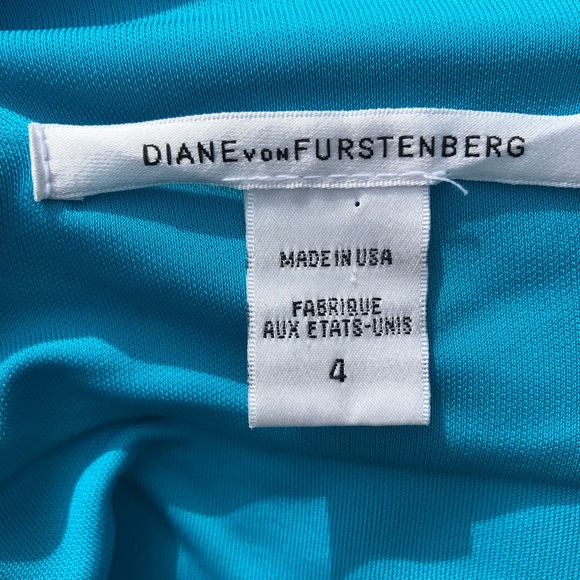 DIANE VON FURSTENBERG
MADE IN USA
FABRIQUE
AUX ETATS-UNIS
4